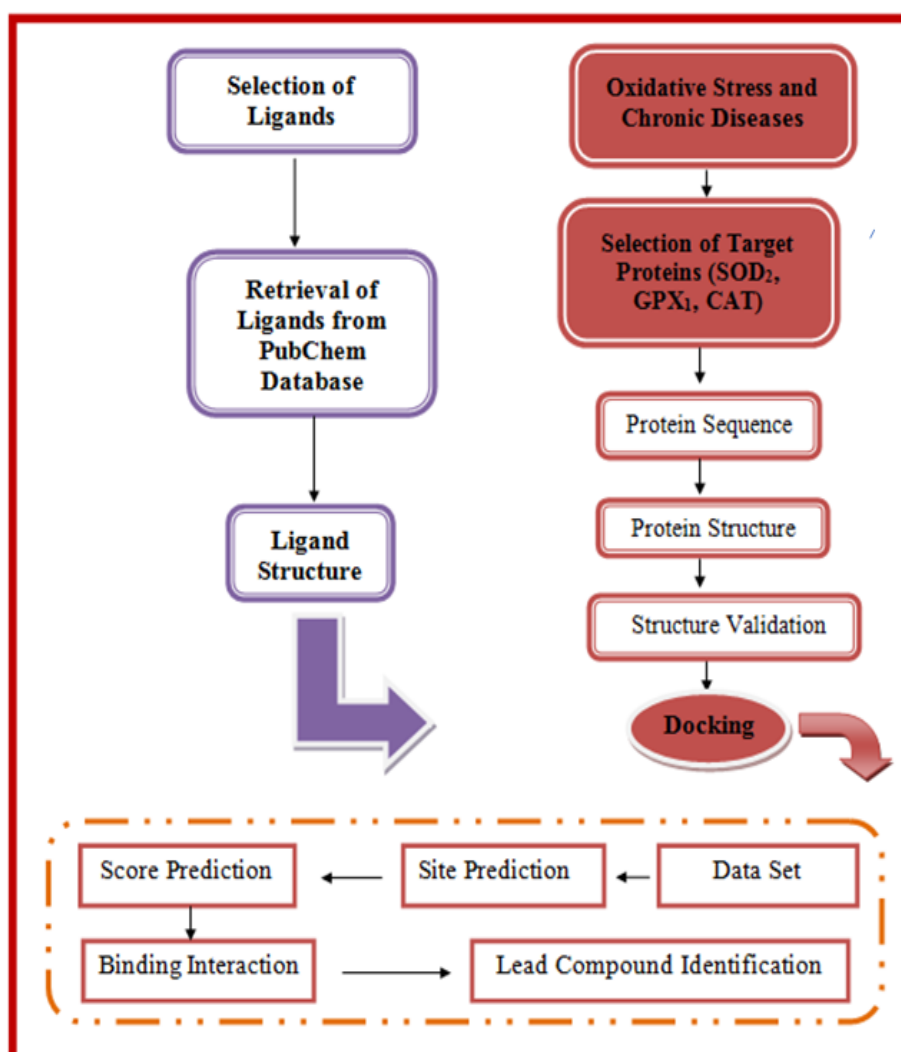 Selection of
Ligands
Retrieval of
Ligands from
PubChem
Database
Ligand
Structure
Oxidative Stress and
Chronic Diseases
Selection of Target
Proteins (SOD₂,
GPX₁, CAT)
Protein Sequence
Protein Structure
Structure Validation
Docking
Data Set
Site Prediction
Score Prediction
Binding Interaction
Lead Compound Identification